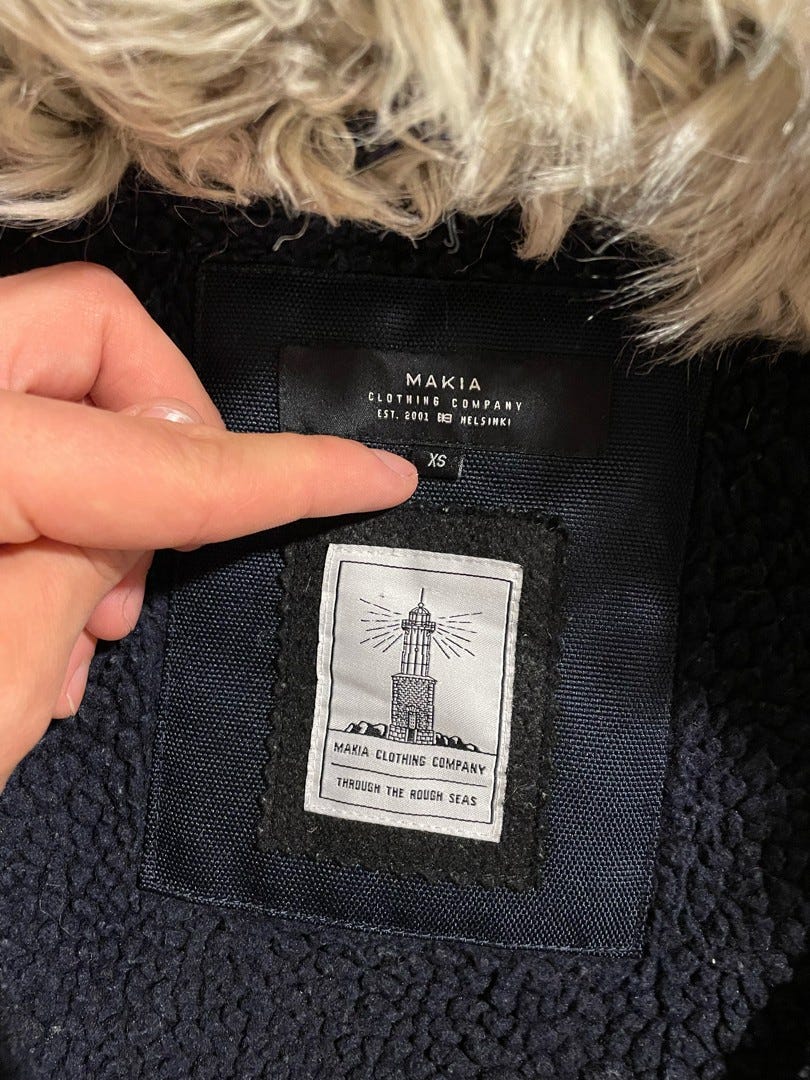 MAKIA
CLOTHING COMPANY
EST. 2001 HELSINKI
XS
MAKIA CLOTHING COMPANY
THROUGH THE ROUGH SEAS